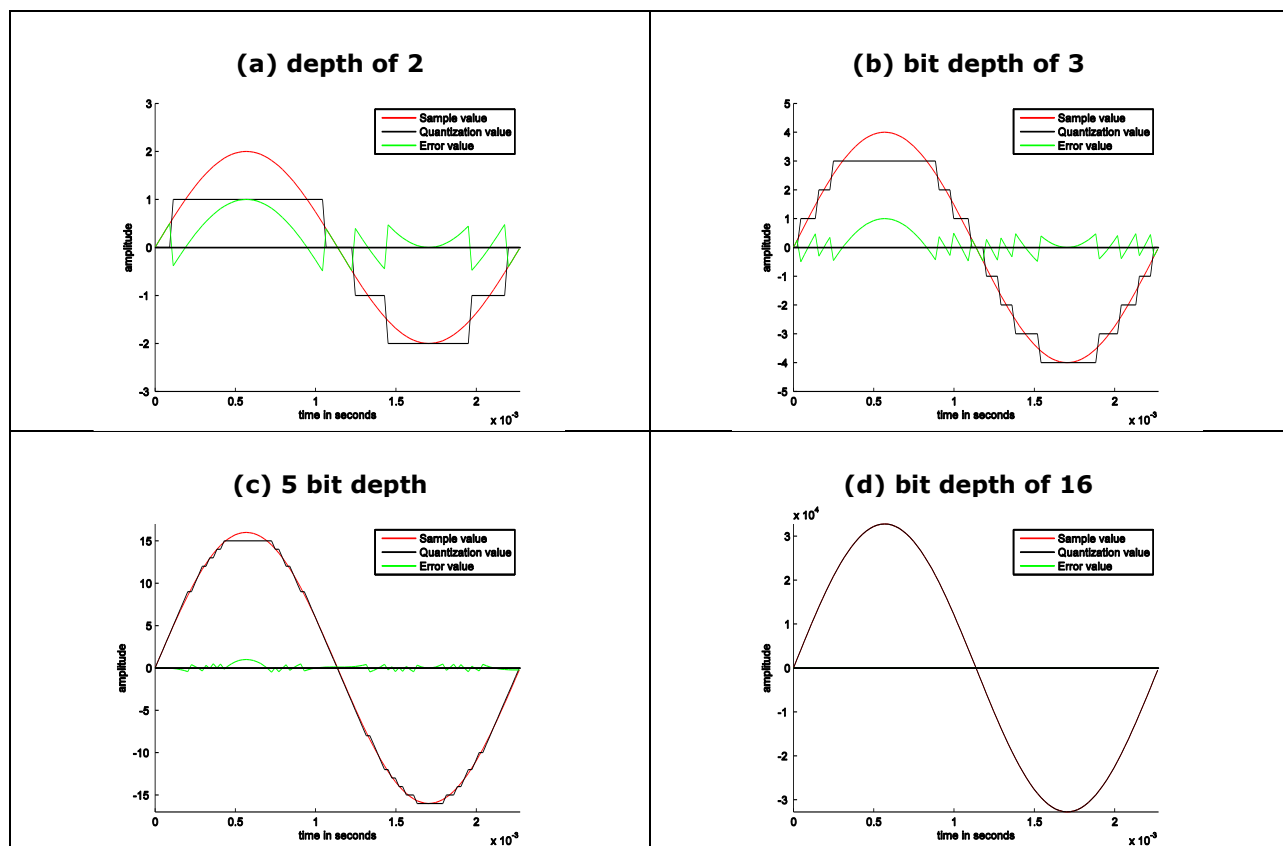 (a) depth of 2
3
2
1
0
-1
-2
-3
amplitude
Sample value
Quantization value
Error value
0
0.5
1
1.5
2
time in seconds
x 10^-3
(b) bit depth of 3
5
4
3
2
1
0
-1
-2
-3
-4
-5
amplitude
Sample value
Quantization value
Error value
0
0.5
1
1.5
2
time in seconds
x 10^-3
(c) 5 bit depth
15
10
5
0
-5
-10
-15
amplitude
Sample value
Quantization value
Error value
0
0.5
1
1.5
2
time in seconds
x 10^-3
(d) bit depth of 16
x 10^4
3
2
1
0
-1
-2
-3
amplitude
Sample value
Quantization value
Error value
0
0.5
1
1.5
2
time in seconds
x 10^-3